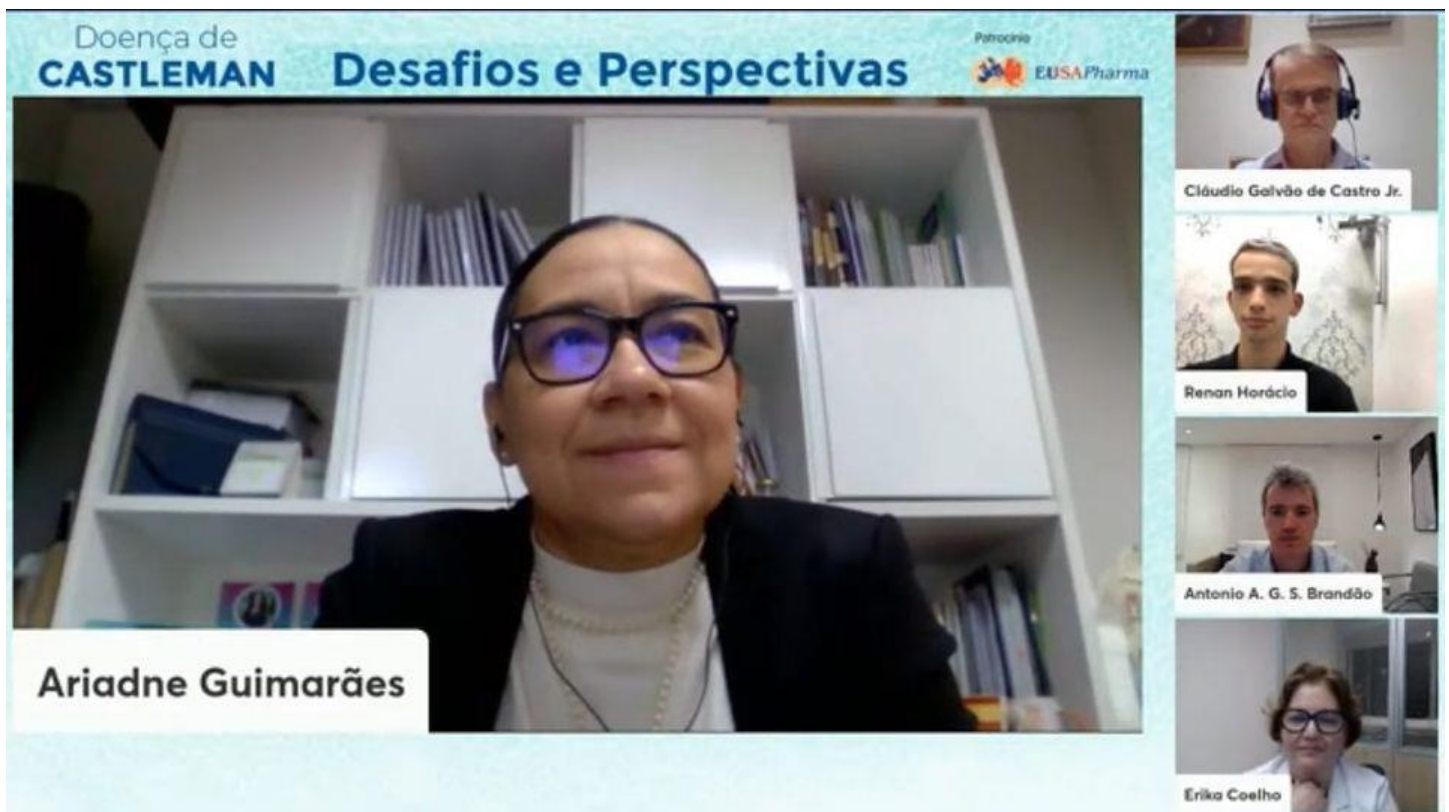 Doença de
CASTLEMAN
Desafios e Perspectivas
Patrocínio
EUSAPharma
Cláudio Galvão de Castro Jr.
Renan Horácio
Antonio A. G. S. Brandão
Ariadne Guimarães
Erika Coelho